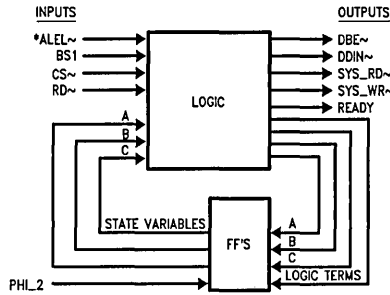 INPUTS
OUTPUTS
*ALEL~
BS1
CS~
RD~
A
B
C
LOGIC
DBE~
DDIN~
SYS_RD~
SYS_WR~
READY
STATE VARIABLES
FF'S
A
B
C
LOGIC TERMS
PHI_2